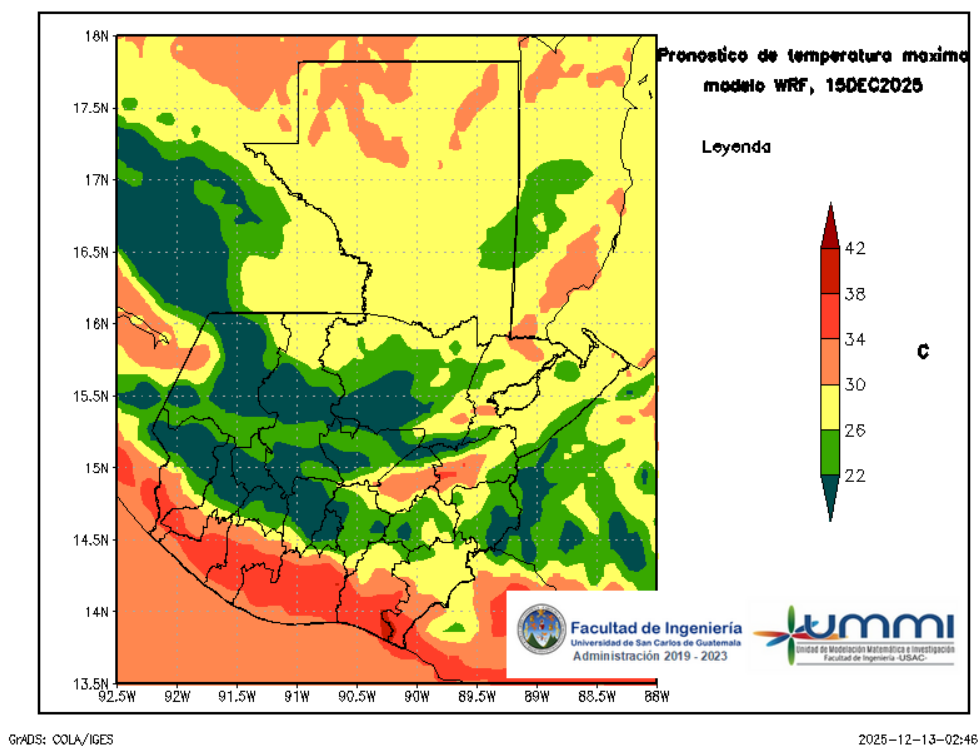 Pronostico de temperatura maxima
modelo WRF, 15DEC2025
Leyenda
42
38
34
30
26
22
C
18N
17.5N
17N
16.5N
16N
15.5N
15N
14.5N
14N
13.5N
92.5W
92W
91.5W
91W
90.5W
90W
89.5W
89W
88.5W
88W
Facultad de Ingeniería
Universidad de San Carlos de Guatemala
Administración 2019 - 2023
ummi
Unidad de Modelación Matemática e Investigación
Facultad de Ingeniería -USAC-
GrADS: COLA/IGES
2025-12-13-02:46